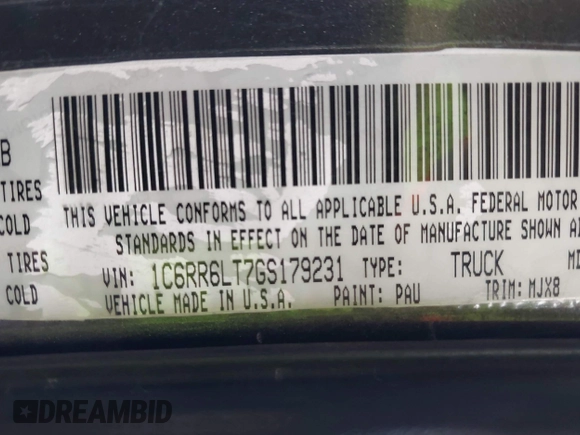 B
TIRES
COLD
TIRES
COLD
THIS VEHICLE CONFORMS TO ALL APPLICABLE U.S.A. FEDERAL MOTOR
STANDARDS IN EFFECT ON THE DATE OF MANUFACTURE SHOWN A
VIN: 1C6RR6LT7GS179231 TYPE: TRUCK
VEHICLE MADE IN U.S.A. PAINT: PAU TRIM: MJX8
DREAMBID